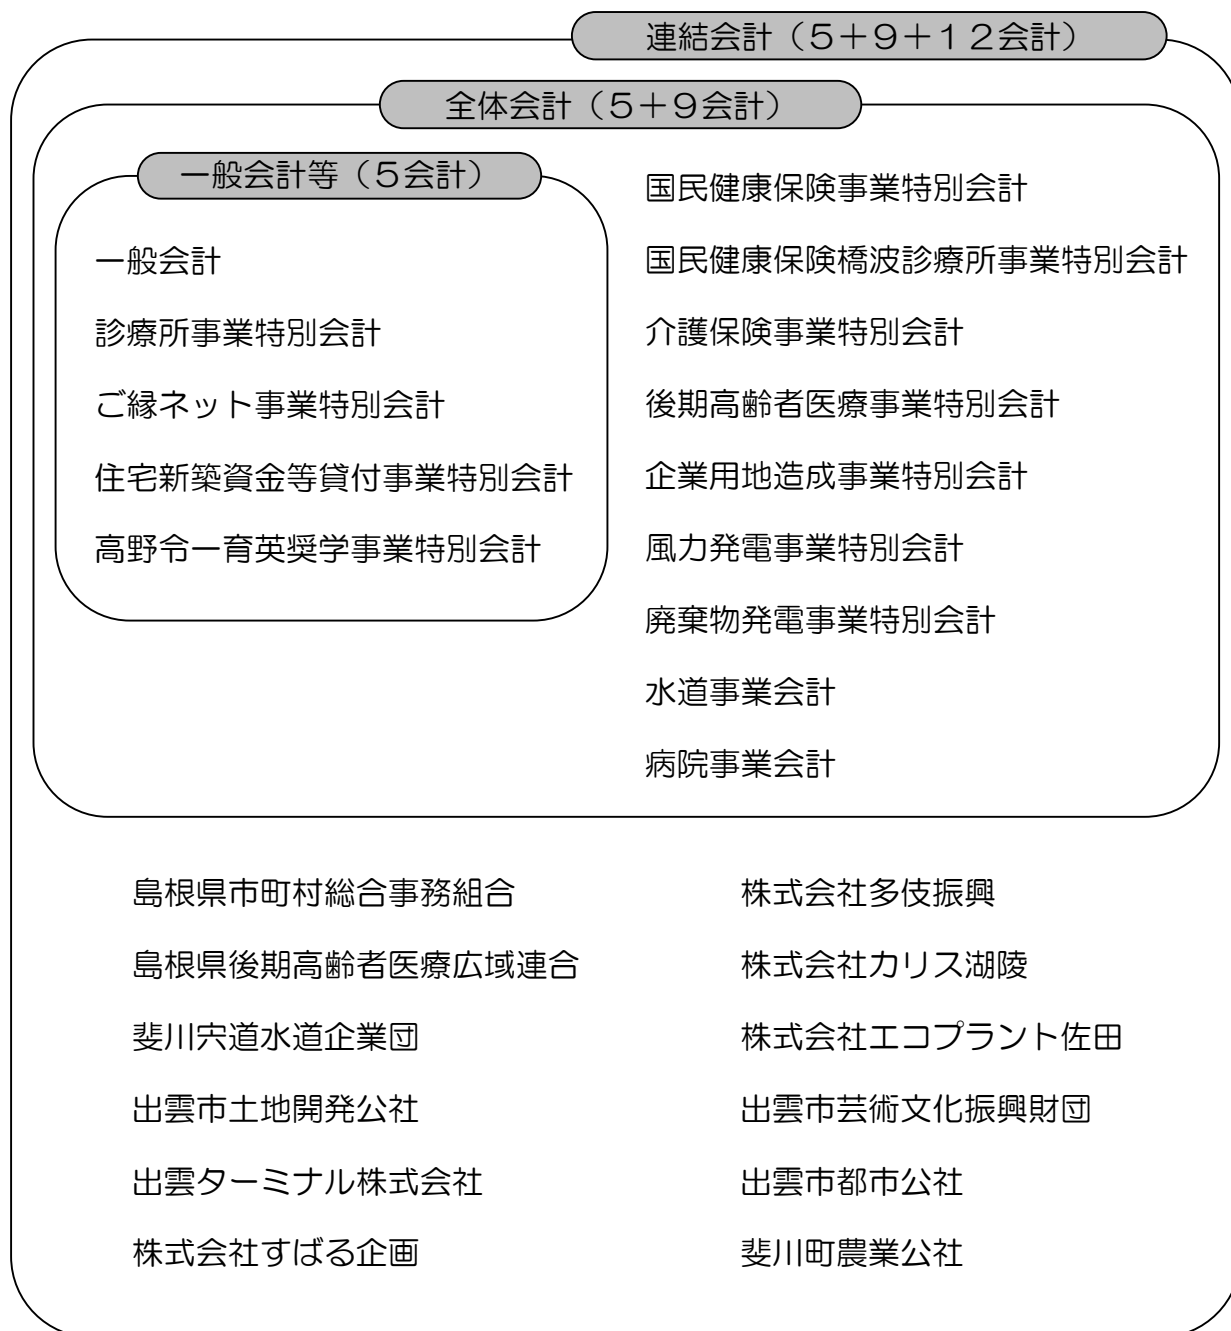 連結会計（５＋９＋１２会計）
全体会計（５＋９会計）
一般会計等（５会計）
一般会計
診療所事業特別会計
ご縁ネット事業特別会計
住宅新築資金等貸付事業特別会計
高野令一育英奨学事業特別会計
国民健康保険事業特別会計
国民健康保険橋波診療所事業特別会計
介護保険事業特別会計
後期高齢者医療事業特別会計
企業用地造成事業特別会計
風力発電事業特別会計
廃棄物発電事業特別会計
水道事業会計
病院事業会計
島根県市町村総合事務組合
島根県後期高齢者医療広域連合
斐川宍道水道企業団
出雲市土地開発公社
出雲ターミナル株式会社
株式会社すばる企画
株式会社多伎振興
株式会社カリス湖陵
株式会社エコプラント佐田
出雲市芸術文化振興財団
出雲市都市公社
斐川町農業公社